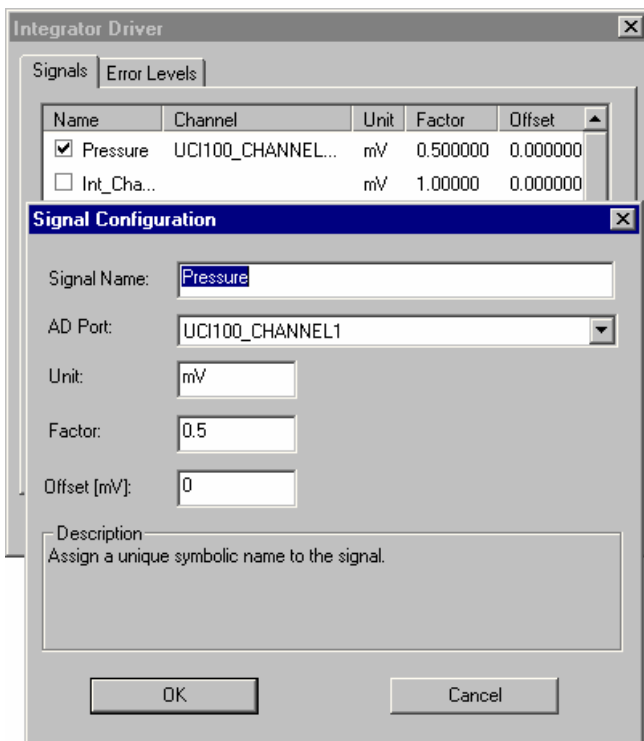 Integrator Driver
Signals Error Levels
Name Channel Unit Factor Offset
Pressure UCI100_CHANNEL... mV 0.500000 0.000000
Int_Cha... mV 1.00000 0.000000
Signal Configuration
Signal Name: Pressure
AD Port: UCI100_CHANNEL1
Unit: mV
Factor: 0.5
Offset [mV]: 0
Description
Assign a unique symbolic name to the signal.
OK Cancel